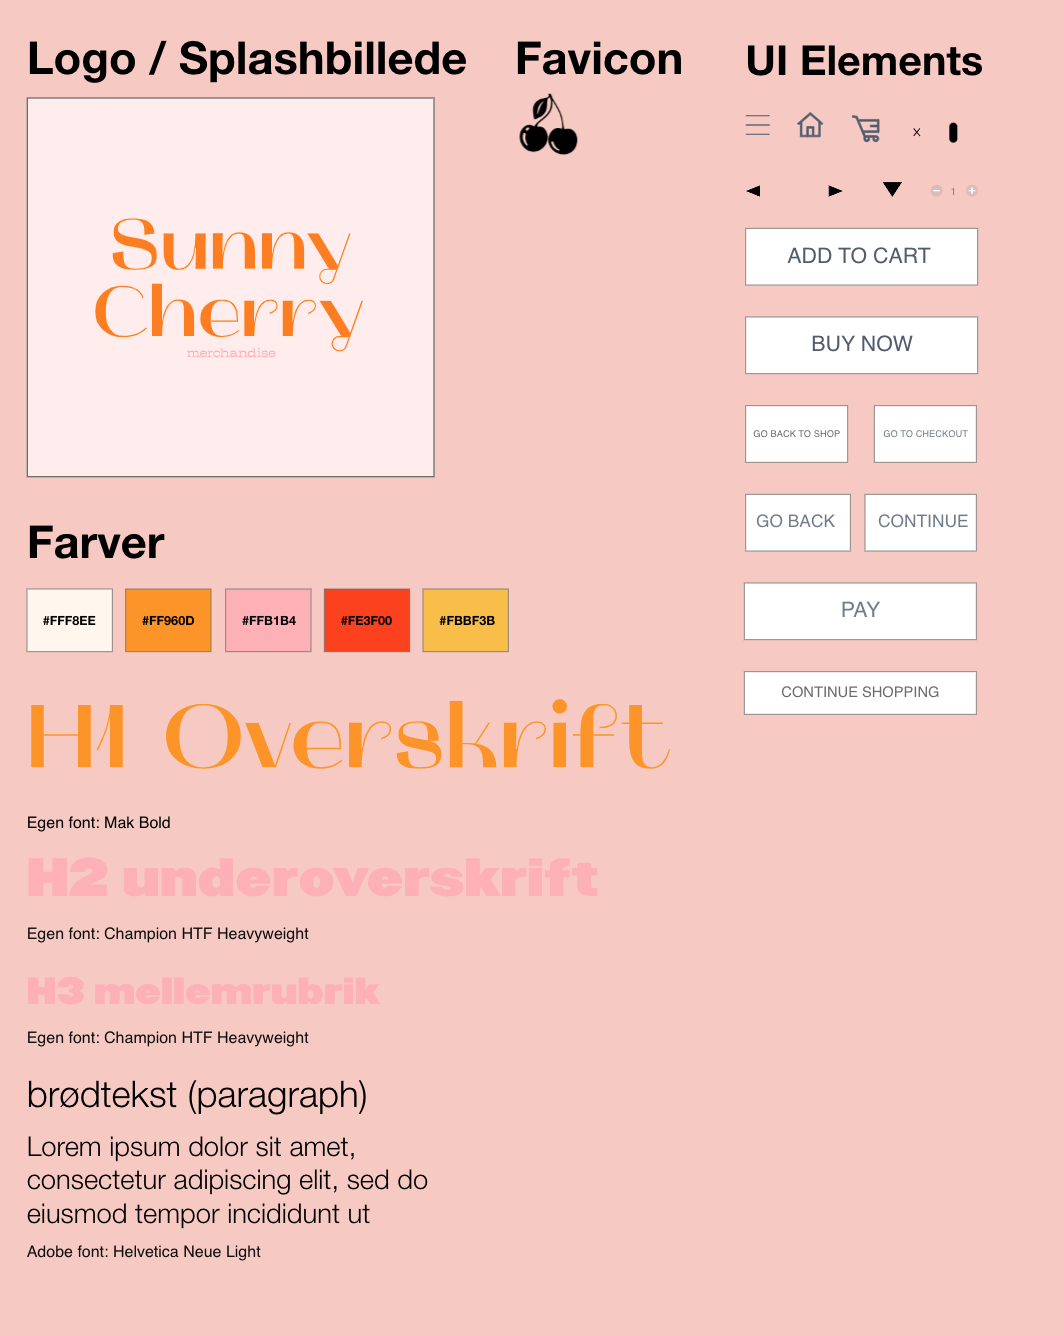 Logo / Splashbillede
Sunny
Cherry
merchandise
Favicon
UI Elements
x
1
ADD TO CART
BUY NOW
GO BACK TO SHOP
GO TO CHECKOUT
GO BACK
CONTINUE
PAY
CONTINUE SHOPPING
Farver
#FFF8EE
#FF960D
#FFB1B4
#FE3F00
#FBBF3B
H1 Overskrift
Egen font: Mak Bold
H2 underoverskrift
Egen font: Champion HTF Heavyweight
H3 mellemrubrik
Egen font: Champion HTF Heavyweight
brødtekst (paragraph)
Lorem ipsum dolor sit amet,
consectetur adipiscing elit, sed do
eiusmod tempor incididunt ut
Adobe font: Helvetica Neue Light